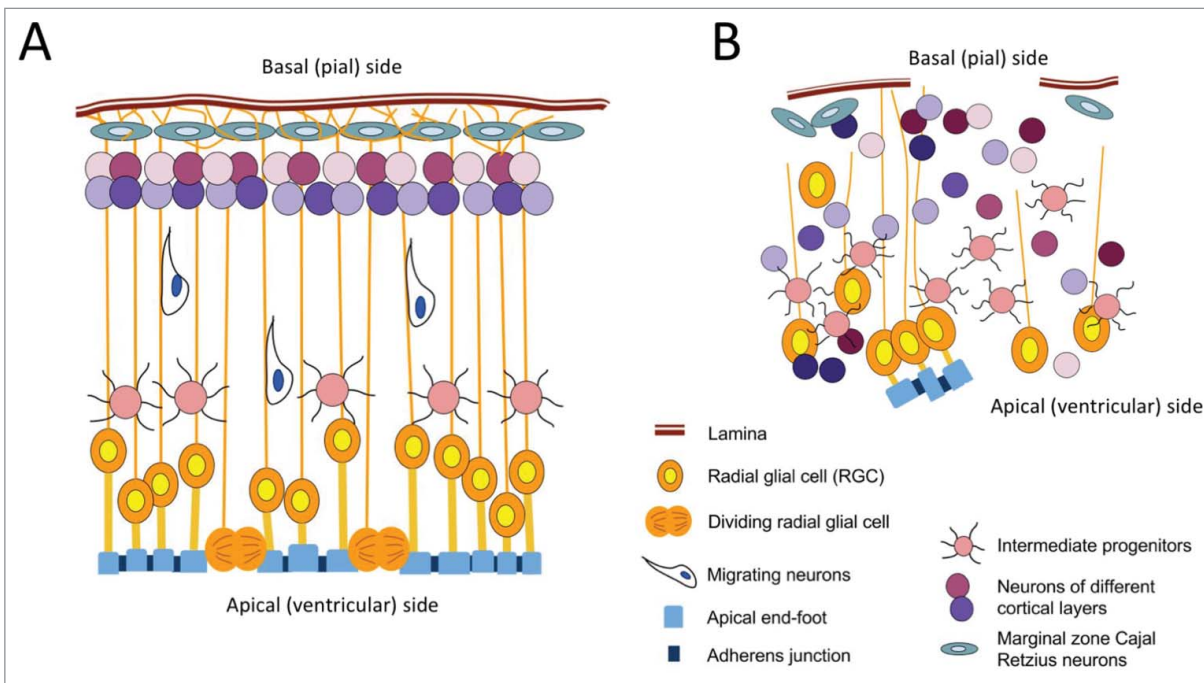 A
Basal (pial) side
Apical (ventricular) side
B
Basal (pial) side
Apical (ventricular) side
Lamina
Radial glial cell (RGC)
Dividing radial glial cell
Migrating neurons
Apical end-foot
Adherens junction
Intermediate progenitors
Neurons of different
cortical layers
Marginal zone Cajal
Retzius neurons